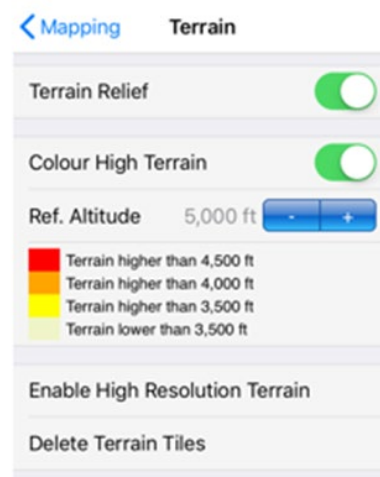 Mapping Terrain
Terrain Relief
Colour High Terrain
Ref. Altitude 5,000 ft - +
Terrain higher than 4,500 ft
Terrain higher than 4,000 ft
Terrain higher than 3,500 ft
Terrain lower than 3,500 ft
Enable High Resolution Terrain
Delete Terrain Tiles